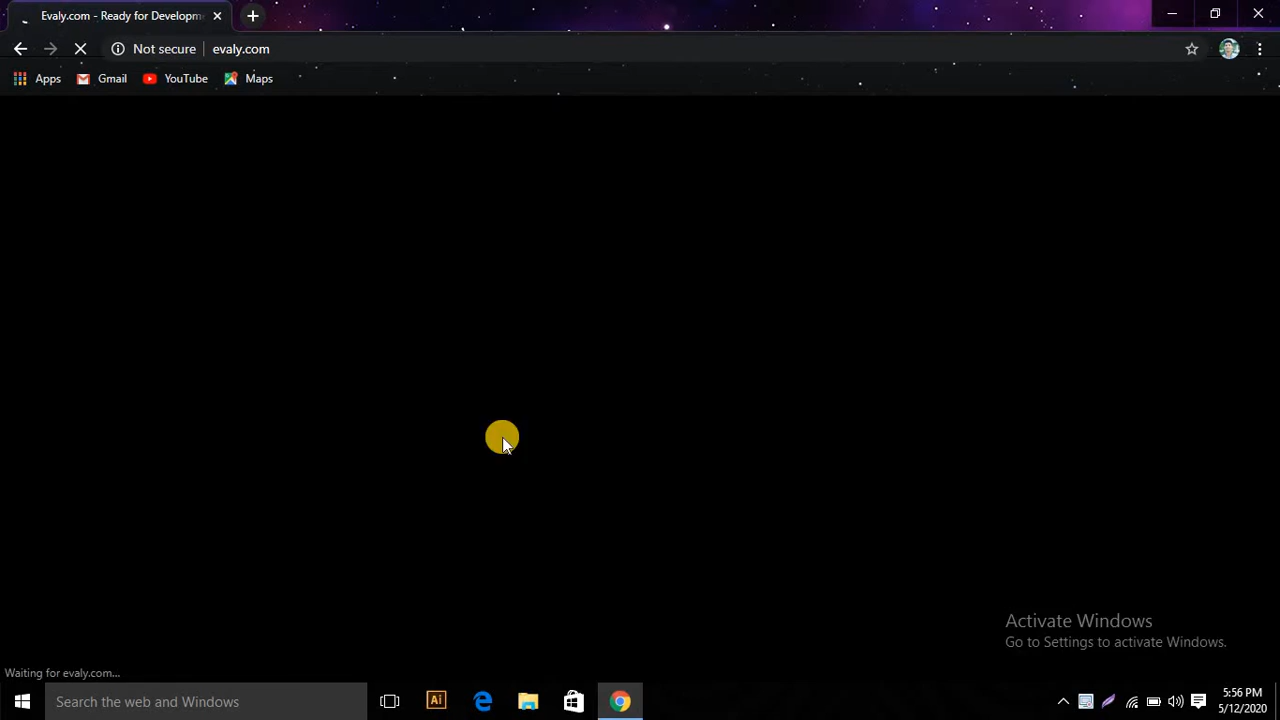 Evaly.com - Ready for Developm
Not secure evaly.com
Apps Gmail YouTube Maps
Activate Windows
Go to Settings to activate Windows.
Waiting for evaly.com...
Search the web and Windows
Ai
5:56 PM
5/12/2020